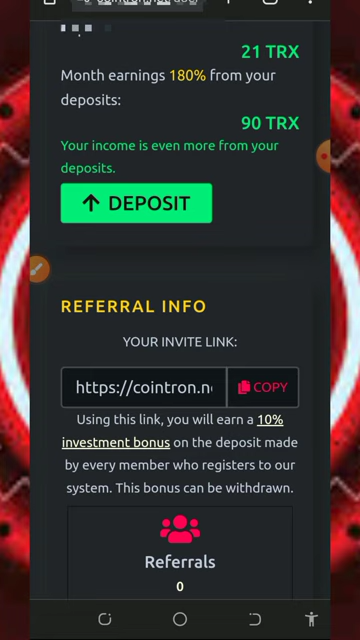 21 TRX
Month earnings 180% from your
deposits:
90 TRX
Your income is even more from your
deposits.
DEPOSIT
REFERRAL INFO
YOUR INVITE LINK:
https://cointron.n
COPY
Using this link, you will earn a 10%
investment bonus on the deposit made
by every member who registers to our
system. This bonus can be withdrawn.
Referrals
0